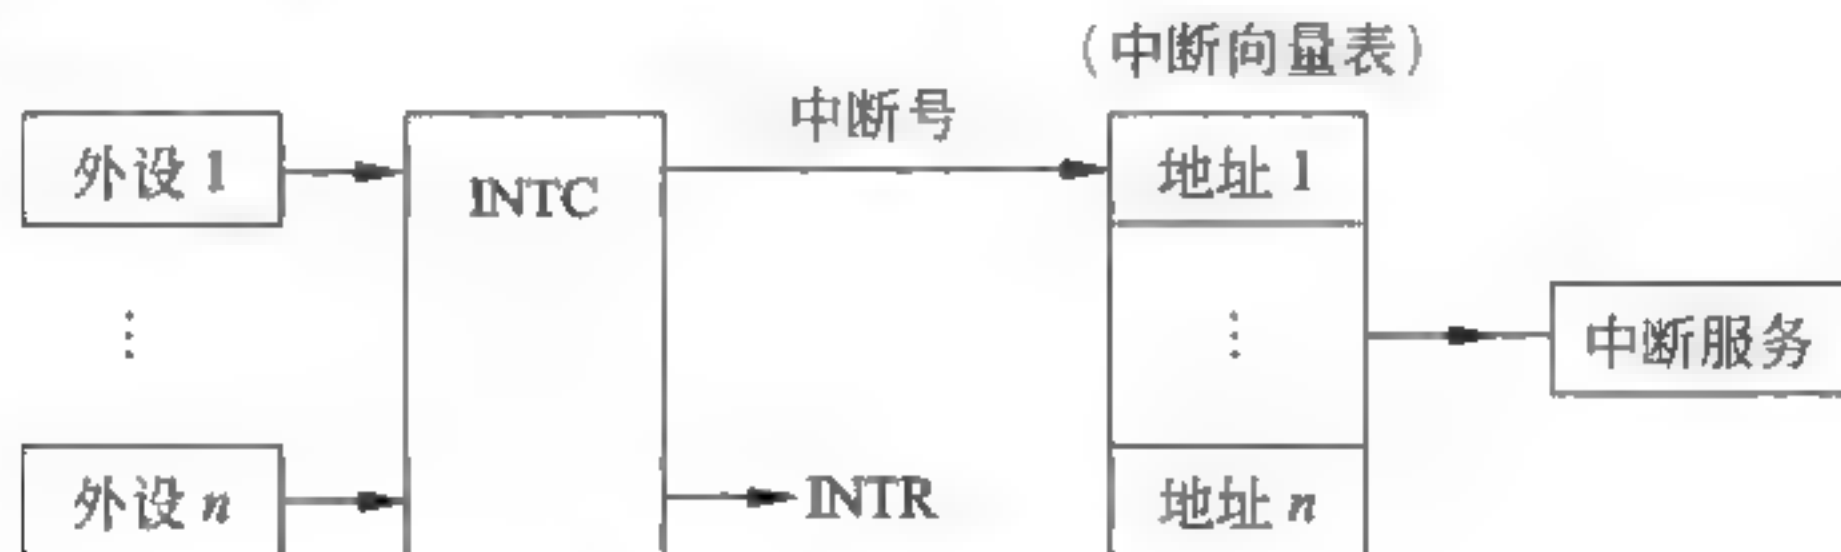 (中断向量表)
中断号
外设 1
INTC
地址 1
⋮
⋮
中断服务
外设 n
INTR
地址 n